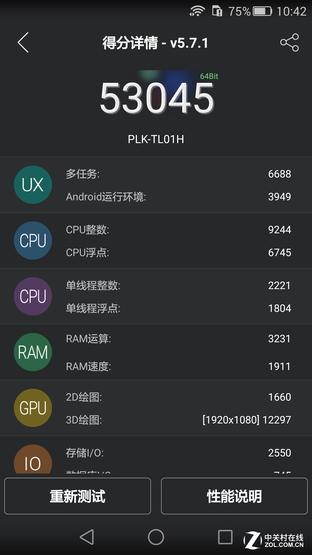 75% 10:42
得分详情 - v5.7.1
64Bit
53045
PLK-TL01H
UX
多任务: 6688
Android运行环境: 3949
CPU
CPU整数: 9244
CPU浮点: 6745
CPU
单线程整数: 2221
单线程浮点: 1804
RAM
RAM运算: 3231
RAM速度: 1911
GPU
2D绘图: 1660
3D绘图: [1920x1080] 12297
IO
存储I/O: 2550
重新测试 性能说明
Z 中关村在线
ZOL.COM.CN